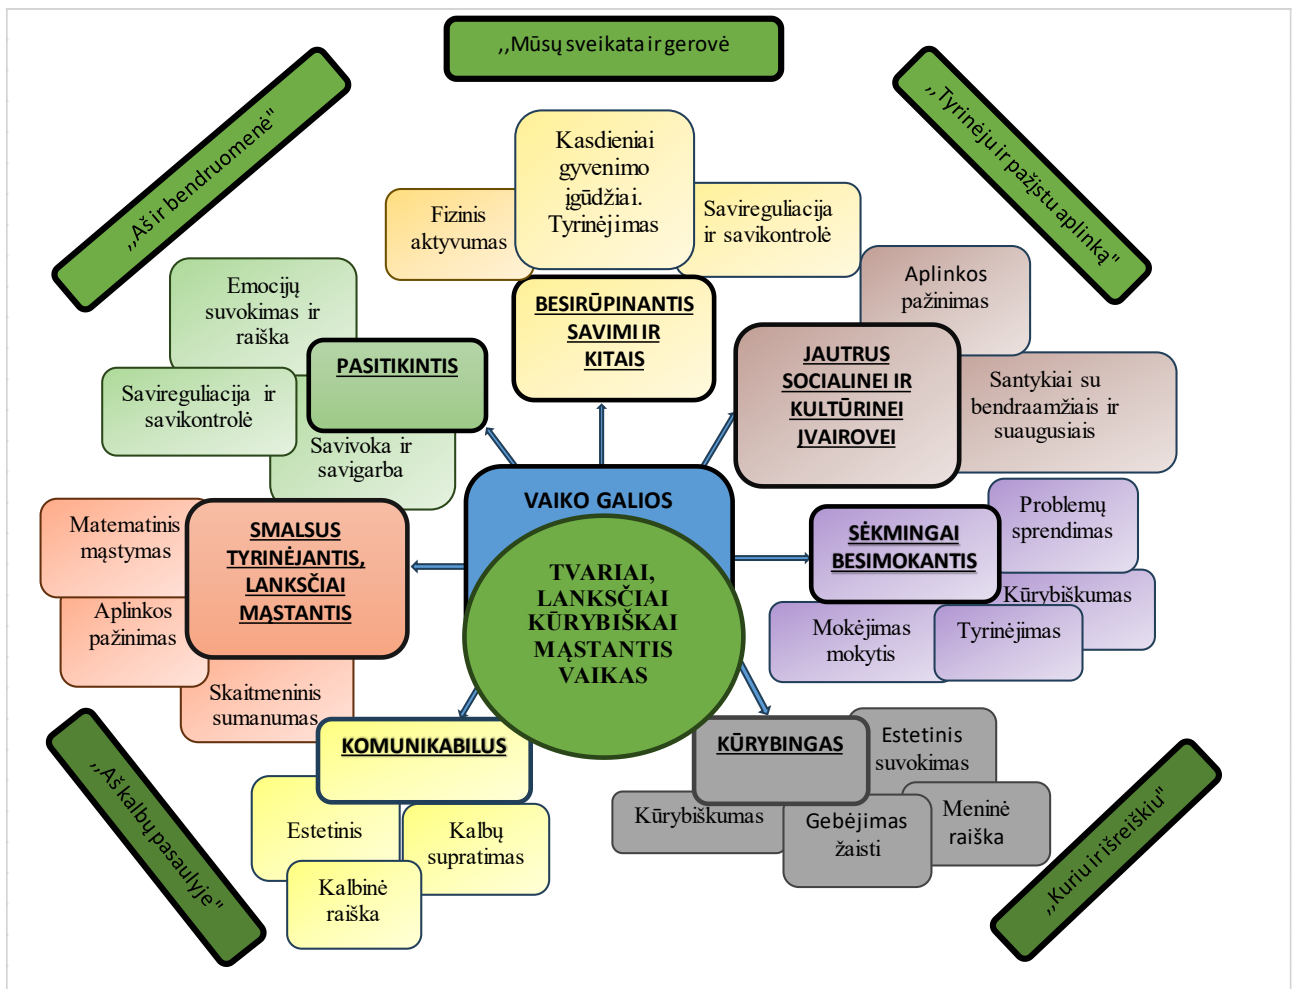 ,,Mūsų sveikata ir gerovė
,,Aš ir bendruomenė"
,,Tyrinėju ir pažįstu aplinką"
Kasdieniai
gyvenimo
įgūdžiai.
Tyrinėjimas
Fizinis
aktyvumas
Savireguliacija
ir savikontrolė
BESIRŪPINANTIS
SAVIMI IR
KITAIS
Emocijų
suvokimas ir
raiška
Savireguliacija ir
savikontrolė
Savivoka ir
savigarba
PASITIKINTIS
Aplinkos
pažinimas
Santykiai su
bendraamžiais ir
suaugusiais
JAUTRUS
SOCIALINEI IR
KULTŪRINEI
ĮVAIROVEI
VAIKO GALIOS
TVARIAI,
LANKSČIAI
KŪRYBIŠKAI
MĄSTANTIS
VAIKAS
Matematinis
mąstymas
Aplinkos
pažinimas
Skaitmeninis
sumanumas
SMALSUS
TYRINĖJANTIS,
LANKSČIAI
MĄSTANTIS
SĖKMINGAI
BESIMOKANTIS
Problemų
sprendimas
Kūrybiškumas
Tyrinėjimas
Mokėjimas
mokytis
KOMUNIKABILUS
Estetinis
Kalbų
supratimas
Kalbinė
raiška
KŪRYBINGAS
Estetinis
suvokimas
Meninė
raiška
Gebėjimas
žaisti
Kūrybiškumas
,,Aš kalbų pasaulyje"
,,Kuriu ir išreiškiu"